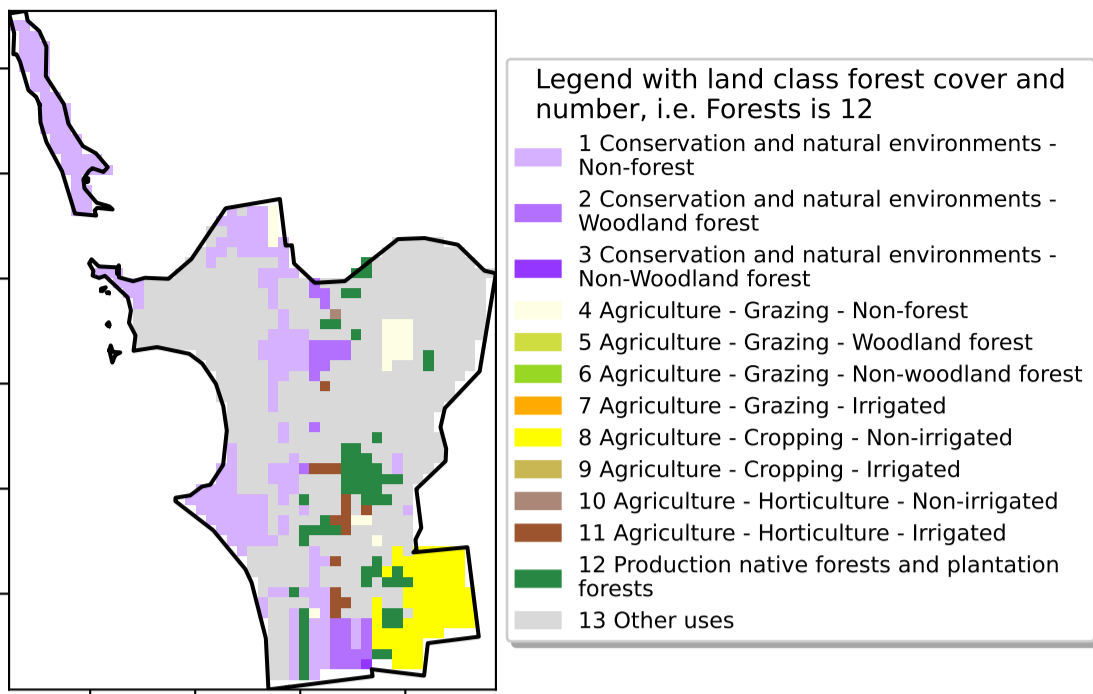 Legend with land class forest cover and
number, i.e. Forests is 12
1 Conservation and natural environments -
Non-forest
2 Conservation and natural environments -
Woodland forest
3 Conservation and natural environments -
Non-Woodland forest
4 Agriculture - Grazing - Non-forest
5 Agriculture - Grazing - Woodland forest
6 Agriculture - Grazing - Non-woodland forest
7 Agriculture - Grazing - Irrigated
8 Agriculture - Cropping - Non-irrigated
9 Agriculture - Cropping - Irrigated
10 Agriculture - Horticulture - Non-irrigated
11 Agriculture - Horticulture - Irrigated
12 Production native forests and plantation
forests
13 Other uses